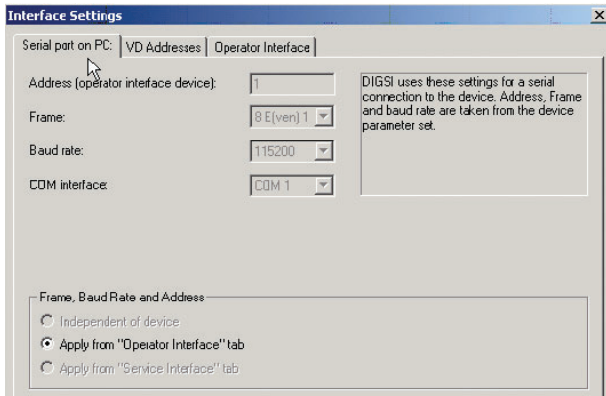 Interface Settings
Serial port on PC: VD Addresses Operator Interface
Address (operator interface device): 1
DIGSI uses these settings for a serial
connection to the device. Address, Frame
and baud rate are taken from the device
parameter set.
Frame: 8 E(ven) 1
Baud rate: 115200
COM interface: COM 1
Frame, Baud Rate and Address
Independent of device
Apply from "Operator Interface" tab
Apply from "Service Interface" tab